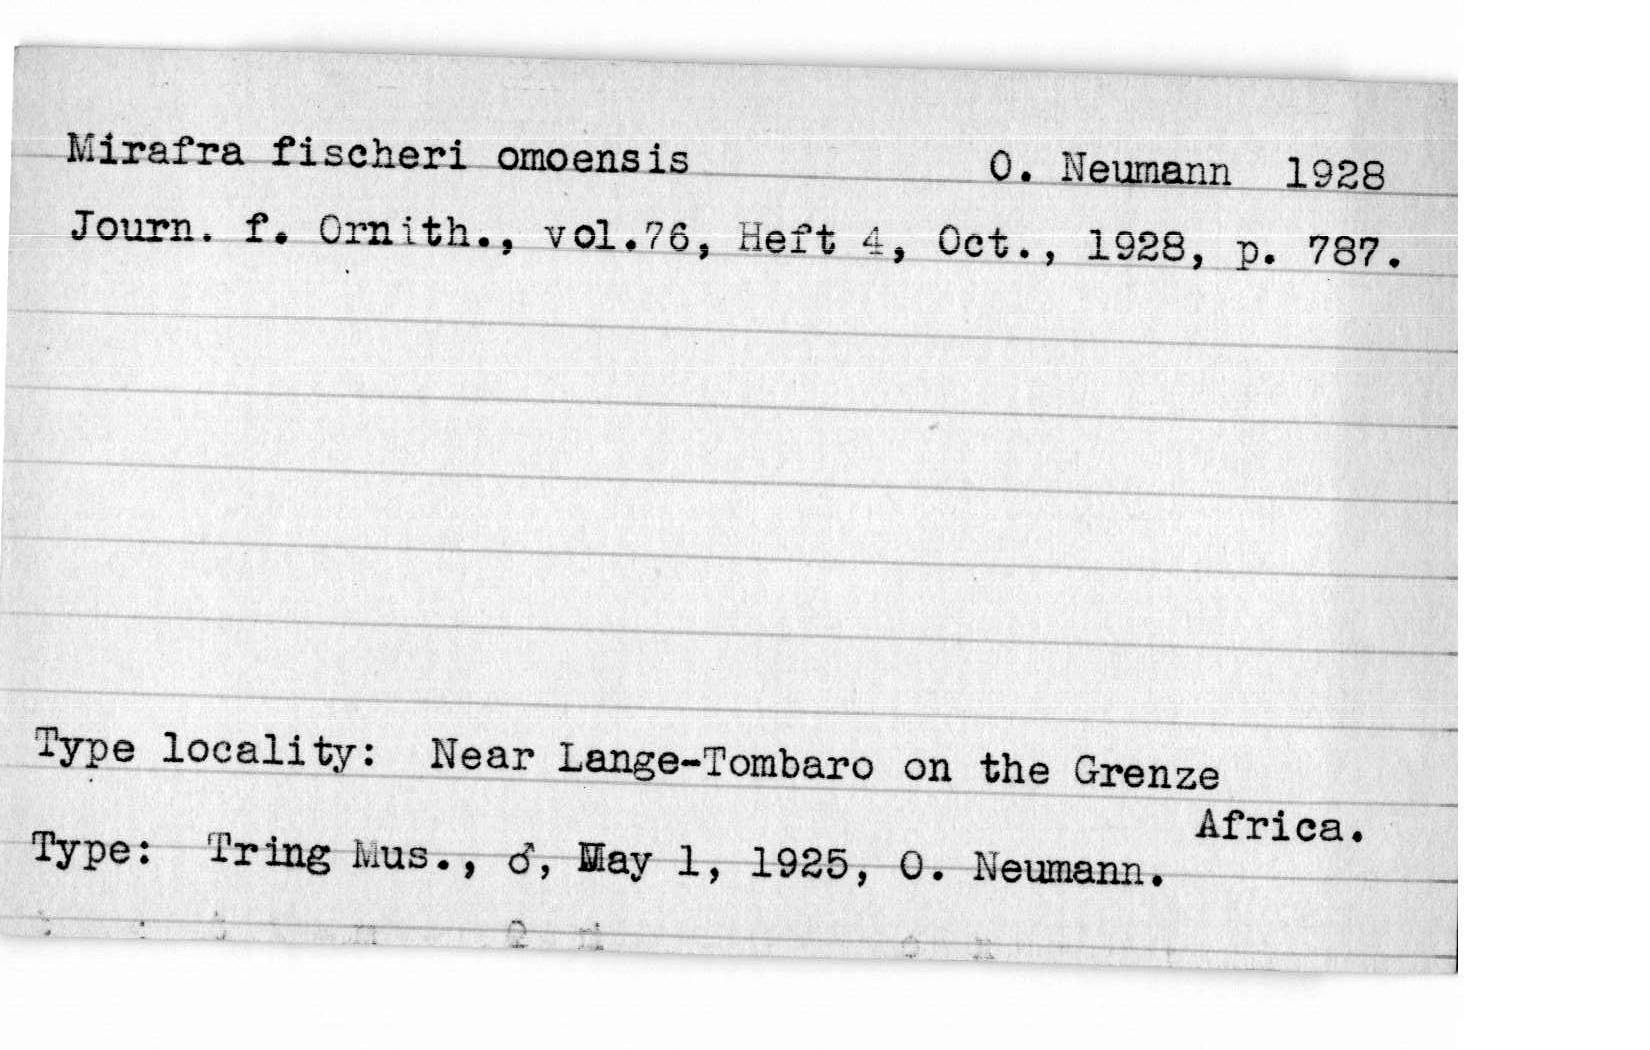 Mirafra fischeri omoensis O. Neumann 1928
Journ. f. Ornith., vol.76, Heft 4, Oct., 1928, p. 787.
Type locality: Near Lange-Tombaro on the Grenze
Africa.
Type: Tring Mus., ♂, May 1, 1925, O. Neumann.